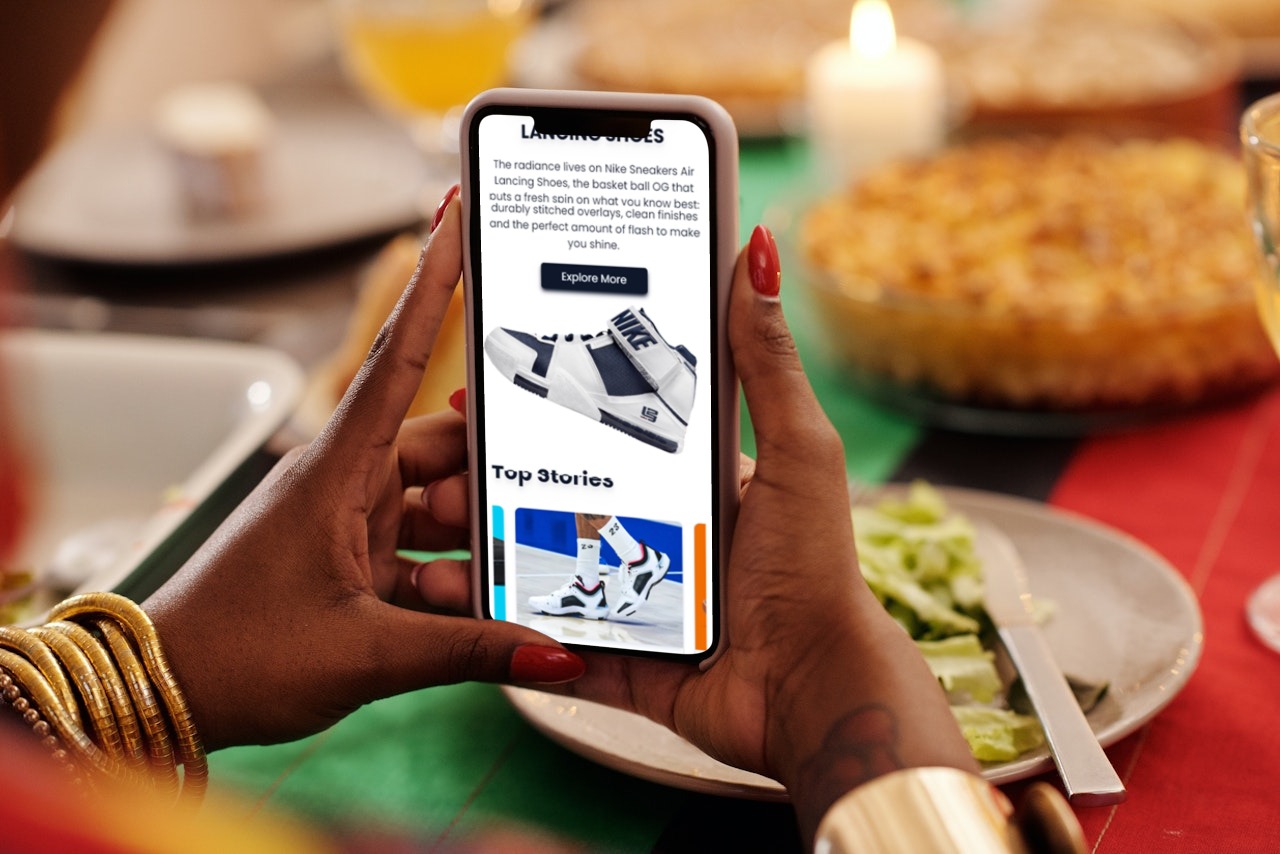 LANCING SHOES
The radiance lives on Nike Sneakers Air
Lancing Shoes, the basket ball OG that
puts a fresh spin on what you know best:
durably stitched overlays, clean finishes
and the perfect amount of flash to make
you shine.
Explore More
NIKE
Top Stories
23